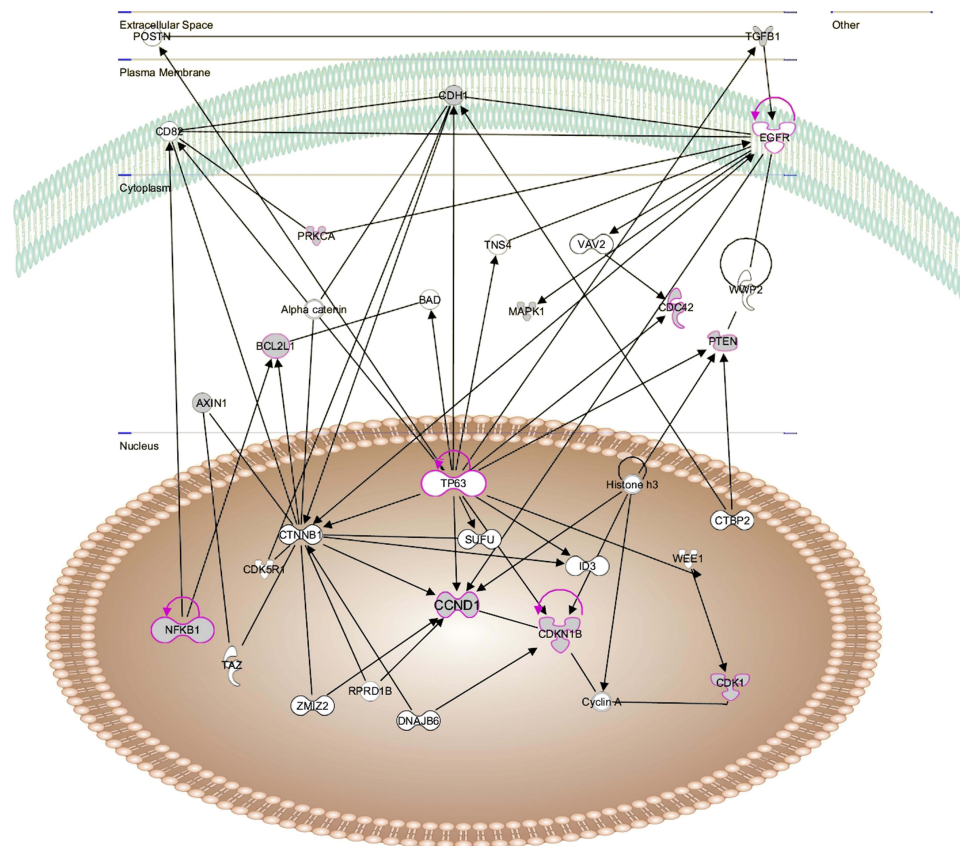 Extracellular Space
Other
POSTN
TGFB1
Plasma Membrane
CDH1
CD82
EGFR
Cytoplasm
PRKCA
TNS4
VAV2
WWP2
BAD
Alpha catenin
MAPK1
CDC42
BCL2L1
PTEN
AXIN1
Nucleus
TP63
Histone h3
CTBP2
CTNNB1
SUFU
WEE1
CDK5R1
ID3
CCND1
NFKB1
CDKN1B
TAZ
CDK1
RPRD1B
ZMIZ2
Cyclin A
DNAJB6